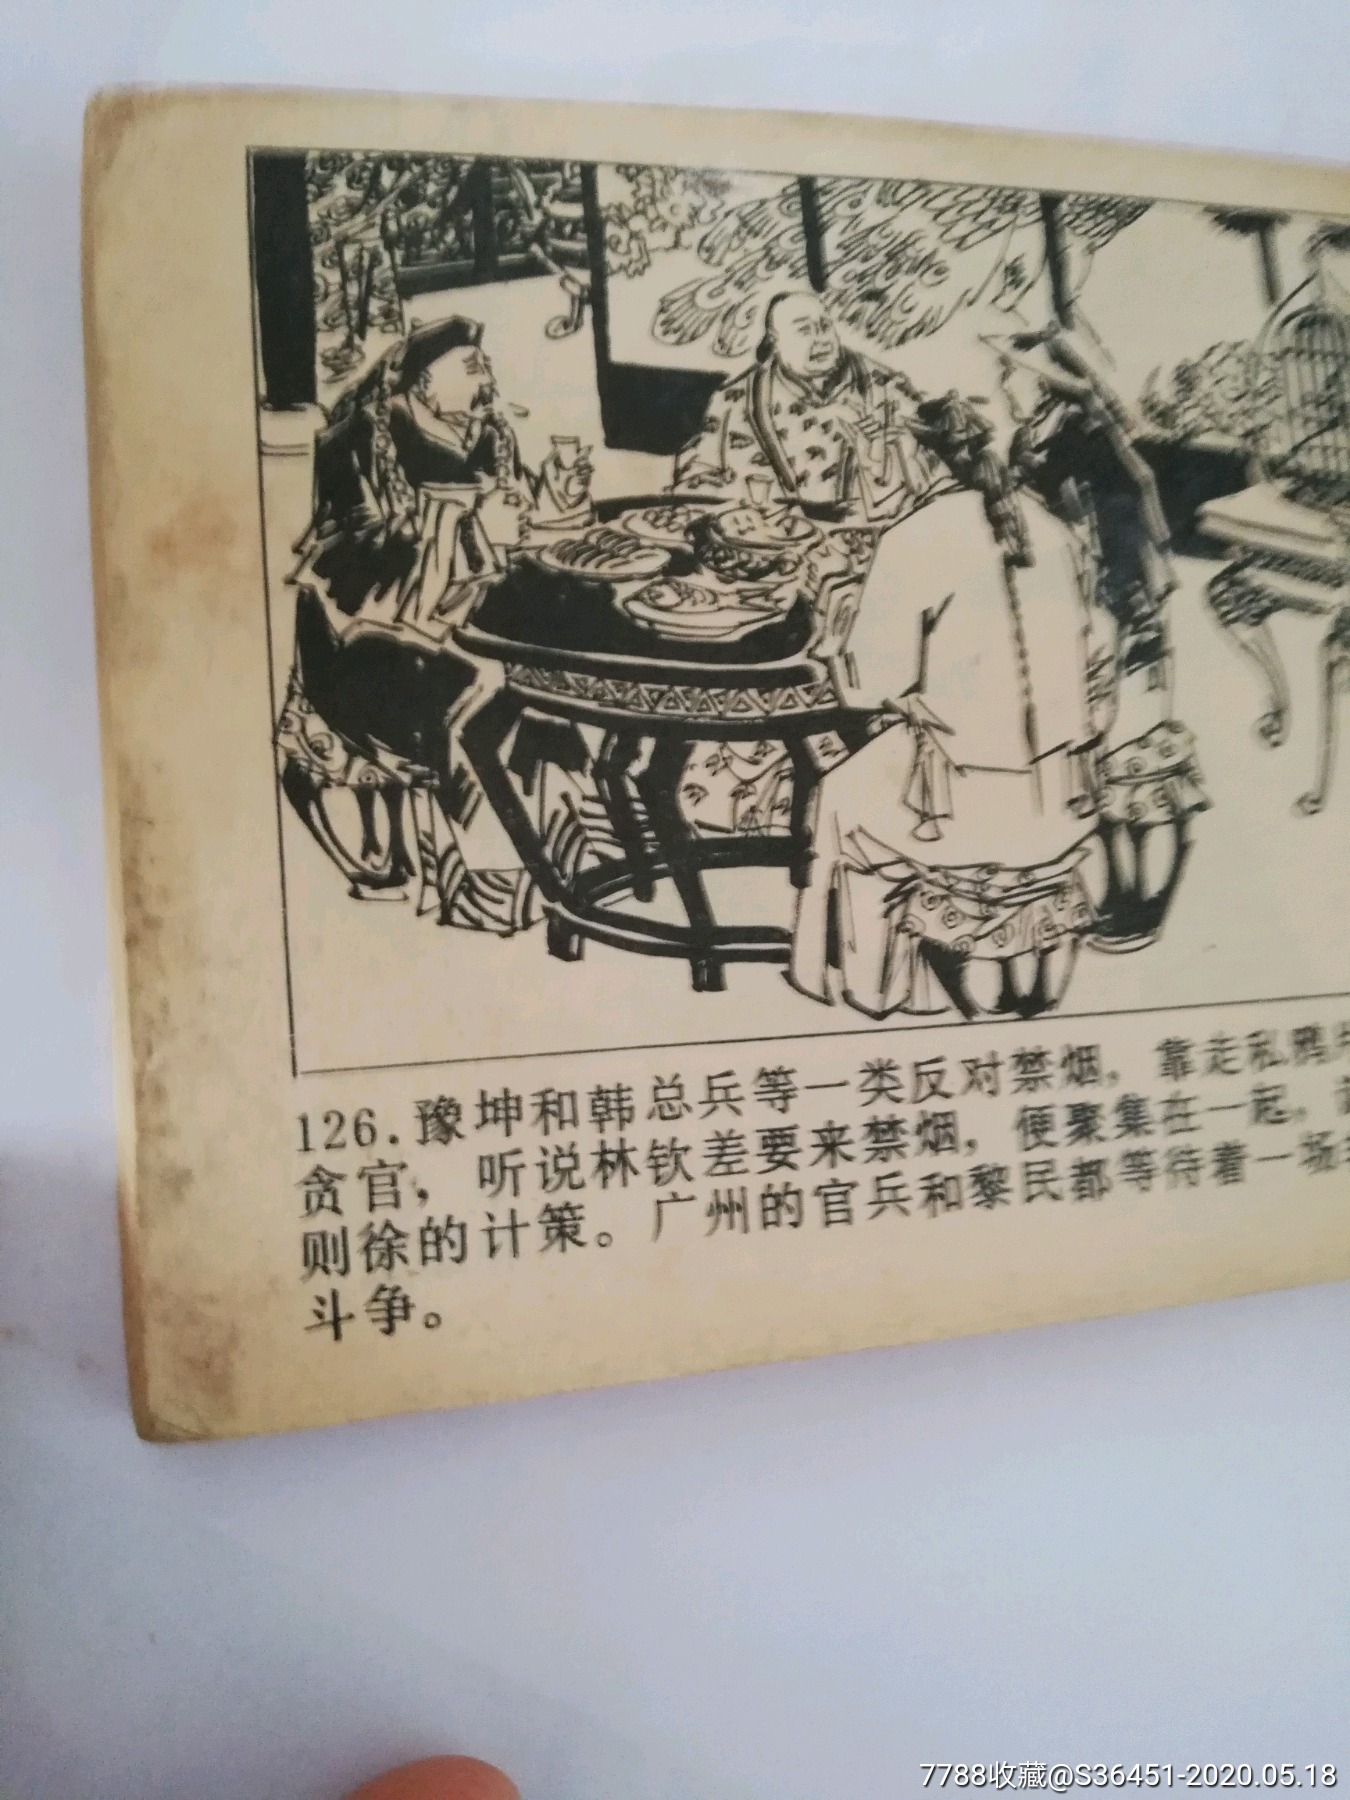 126.豫坤和韩总兵等一类反对禁烟，靠走私鸦片
贪官，听说林钦差要来禁烟，便聚集在一起，
则徐的计策。广州的官兵和黎民都等待着一场
斗争。
7788收藏@S36451-2020.05.18